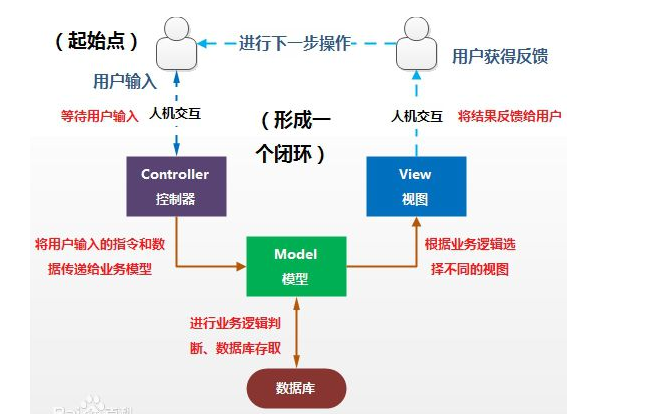 （起始点）
进行下一步操作
用户获得反馈
用户输入
等待用户输入
人机交互
（形成一
个闭环）
人机交互
将结果反馈给用户
Controller
控制器
View
视图
将用户输入的指令和数
据传递给业务模型
Model
模型
根据业务逻辑选
择不同的视图
进行业务逻辑判
断、数据库存取
数据库